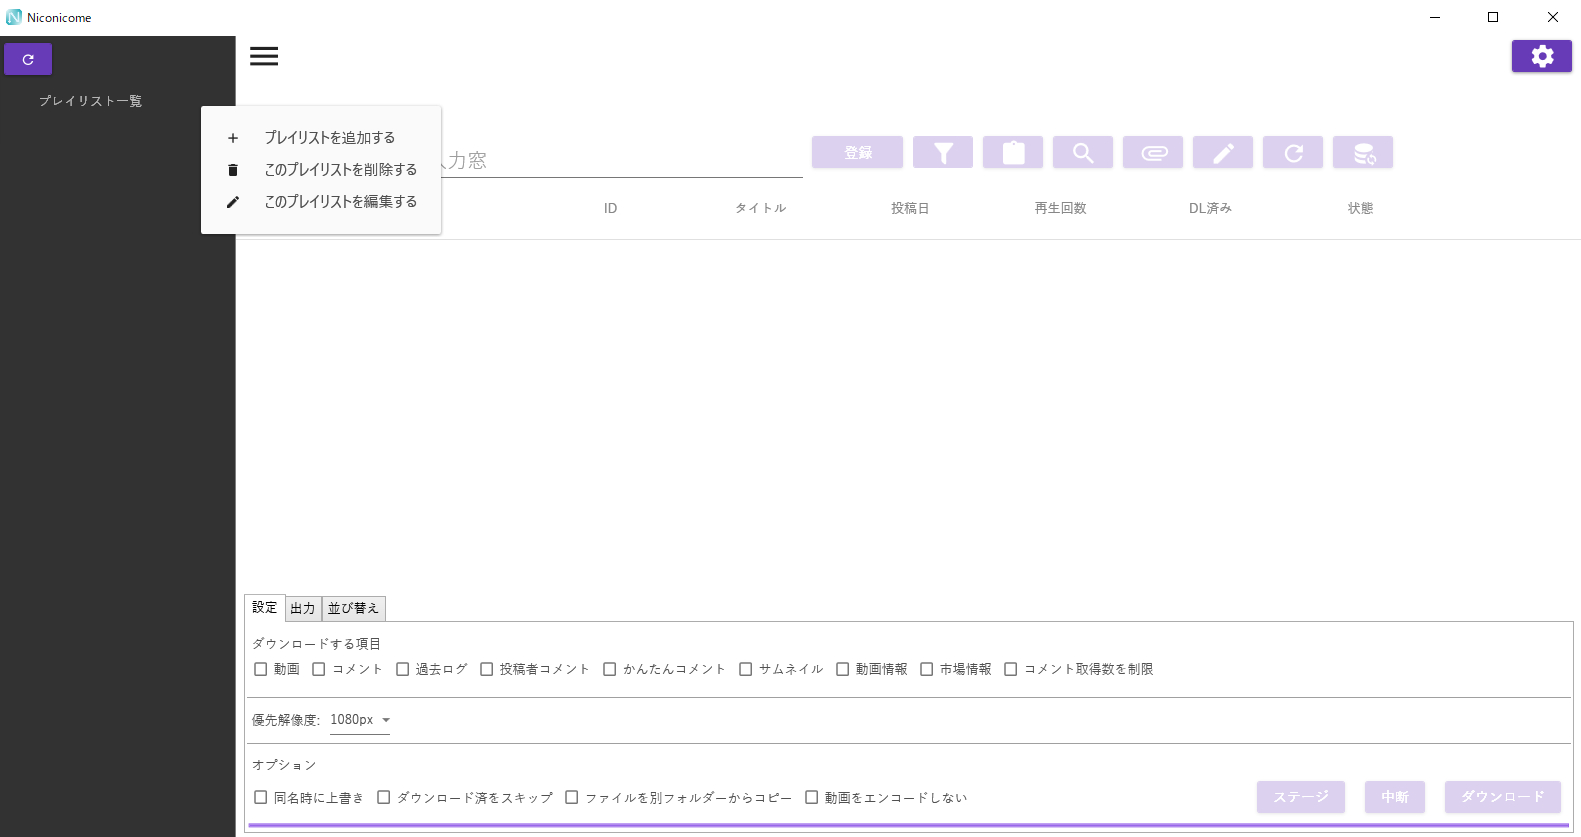 Niconicome
プレイリスト一覧
プレイリストを追加する
このプレイリストを削除する
このプレイリストを編集する
力窓
登録
ID タイトル 投稿日 再生回数 DL済み 状態
設定 出力 並び替え
ダウンロードする項目
動画 コメント 過去ログ 投稿者コメント かんたんコメント サムネイル 動画情報 市場情報 コメント取得数を制限
優先解像度: 1080px
オプション
同名時に上書き ダウンロード済をスキップ ファイルを別フォルダーからコピー 動画をエンコードしない
ステージ 中断 ダウンロード